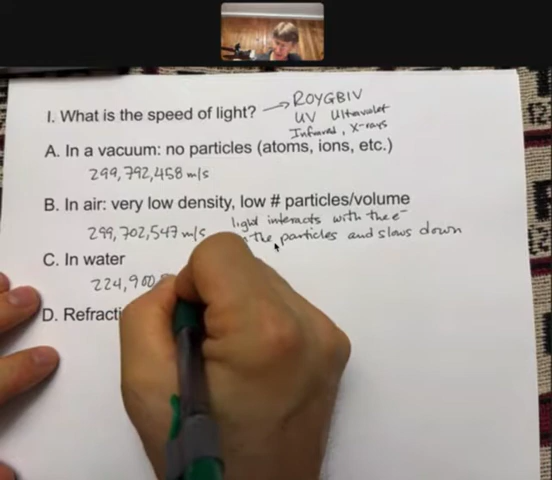 I. What is the speed of light? → ROYGBIV
UV Ultraviolet
Infrared, X-rays
A. In a vacuum: no particles (atoms, ions, etc.)
299,792,458 m/s
B. In air: very low density, low # particles/volume
light interacts with the e⁻
299,702,547 m/s
the particles and slows down
C. In water
224,900
D. Refracti